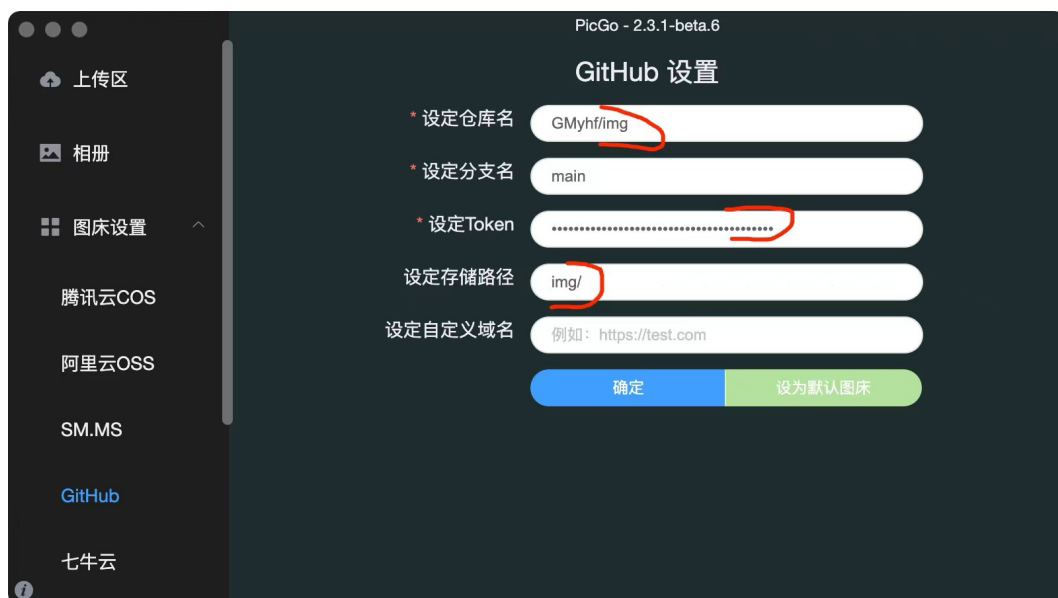 PicGo - 2.3.1-beta.6
上传区
相册
图床设置
腾讯云COS
阿里云OSS
SM.MS
GitHub
七牛云
GitHub 设置
* 设定仓库名 GMyhf/img
* 设定分支名 main
* 设定Token
设定存储路径 img/
设定自定义域名 例如：https://test.com
确定 设为默认图床